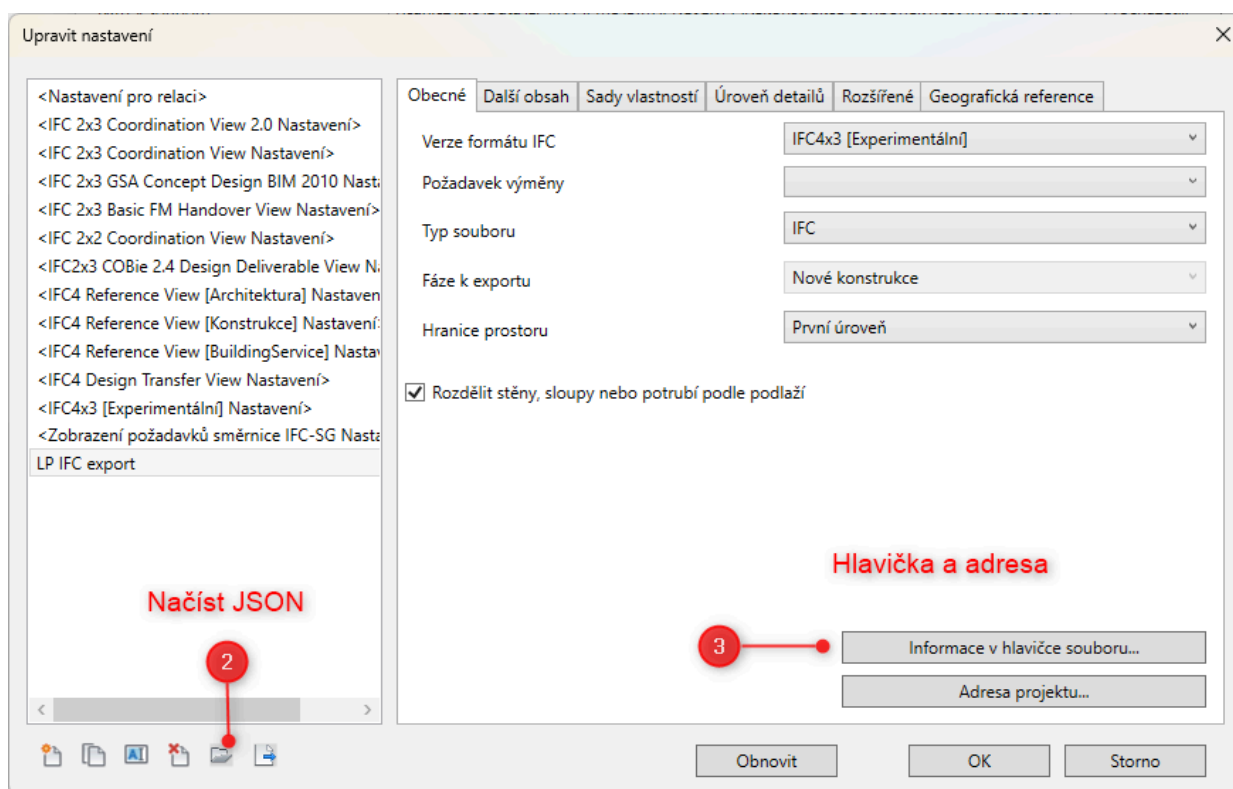 Upravit nastavení
<Nastavení pro relaci>
<IFC 2x3 Coordination View 2.0 Nastavení>
<IFC 2x3 Coordination View Nastavení>
<IFC 2x3 GSA Concept Design BIM 2010 Nast
<IFC 2x3 Basic FM Handover View Nastavení>
<IFC 2x2 Coordination View Nastavení>
<IFC2x3 COBie 2.4 Design Deliverable View N
<IFC4 Reference View [Architektura] Nastaven
<IFC4 Reference View [Konstrukce] Nastavení
<IFC4 Reference View [BuildingService] Nasta
<IFC4 Design Transfer View Nastavení>
<IFC4x3 [Experimentální] Nastavení>
<Zobrazení požadavků směrnice IFC-SG Nasta
LP IFC export
Načíst JSON
2
Obecné Další obsah Sady vlastností Úroveň detailů Rozšířené Geografická reference
Verze formátu IFC IFC4x3 [Experimentální]
Požadavek výměny
Typ souboru IFC
Fáze k exportu Nové konstrukce
Hranice prostoru První úroveň
Rozdělit stěny, sloupy nebo potrubí podle podlaží
Hlavička a adresa
3 Informace v hlavičce souboru...
Adresa projektu...
AI
Obnovit OK Storno